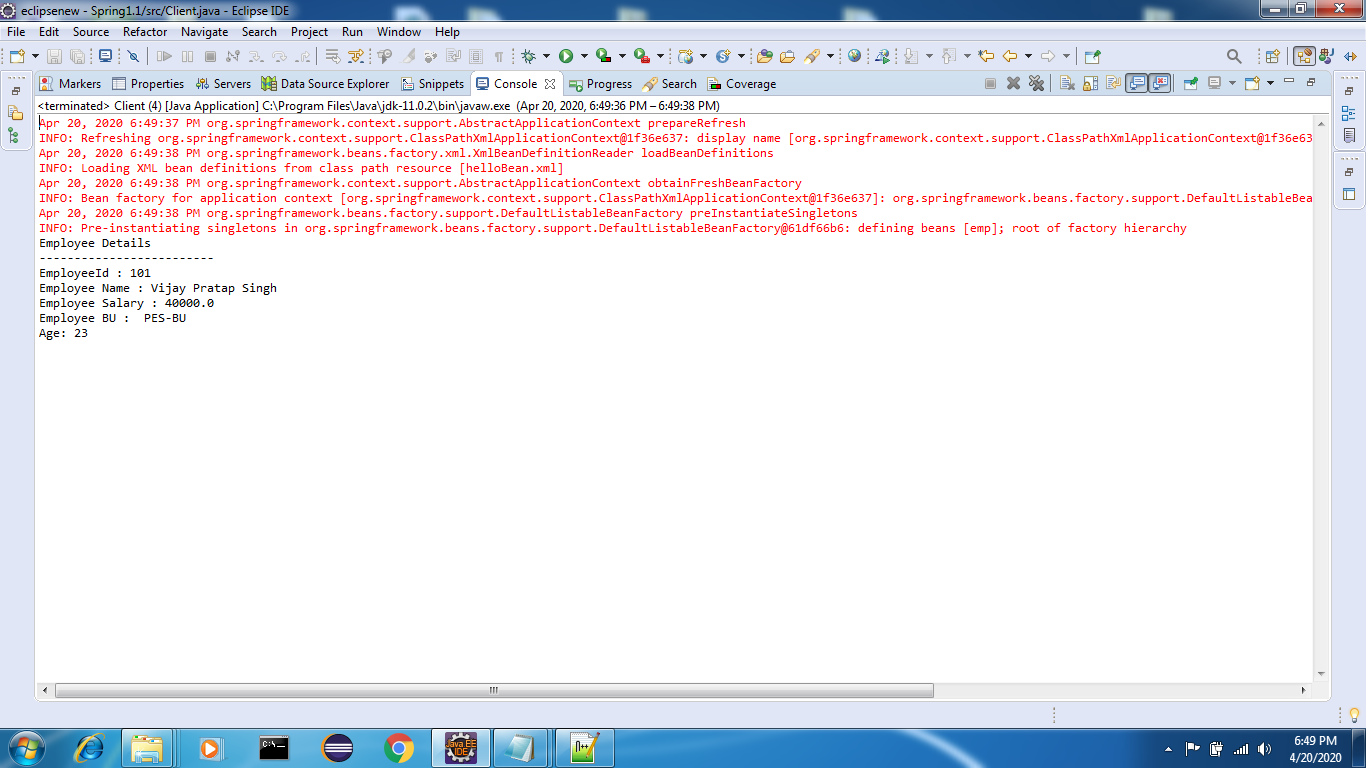 eclipsenew - Spring1.1/src/Client.java - Eclipse IDE
File Edit Source Refactor Navigate Search Project Run Window Help
Markers Properties Servers Data Source Explorer Snippets Console Progress Search Coverage
<terminated> Client (4) [Java Application] C:\Program Files\Java\jdk-11.0.2\bin\javaw.exe (Apr 20, 2020, 6:49:36 PM – 6:49:38 PM)
Apr 20, 2020 6:49:37 PM org.springframework.context.support.AbstractApplicationContext prepareRefresh
INFO: Refreshing org.springframework.context.support.ClassPathXmlApplicationContext@1f36e637: display name [org.springframework.context.support.ClassPathXmlApplicationContext@1f36e63
Apr 20, 2020 6:49:38 PM org.springframework.beans.factory.xml.XmlBeanDefinitionReader loadBeanDefinitions
INFO: Loading XML bean definitions from class path resource [helloBean.xml]
Apr 20, 2020 6:49:38 PM org.springframework.context.support.AbstractApplicationContext obtainFreshBeanFactory
INFO: Bean factory for application context [org.springframework.context.support.ClassPathXmlApplicationContext@1f36e637]: org.springframework.beans.factory.support.DefaultListableBea
Apr 20, 2020 6:49:38 PM org.springframework.beans.factory.support.DefaultListableBeanFactory preInstantiateSingletons
INFO: Pre-instantiating singletons in org.springframework.beans.factory.support.DefaultListableBeanFactory@61df66b6: defining beans [emp]; root of factory hierarchy
Employee Details
-------------------------
EmployeeId : 101
Employee Name : Vijay Pratap Singh
Employee Salary : 40000.0
Employee BU :  PES-BU
Age: 23
C:\.
Java EE
IDE
6:49 PM
4/20/2020